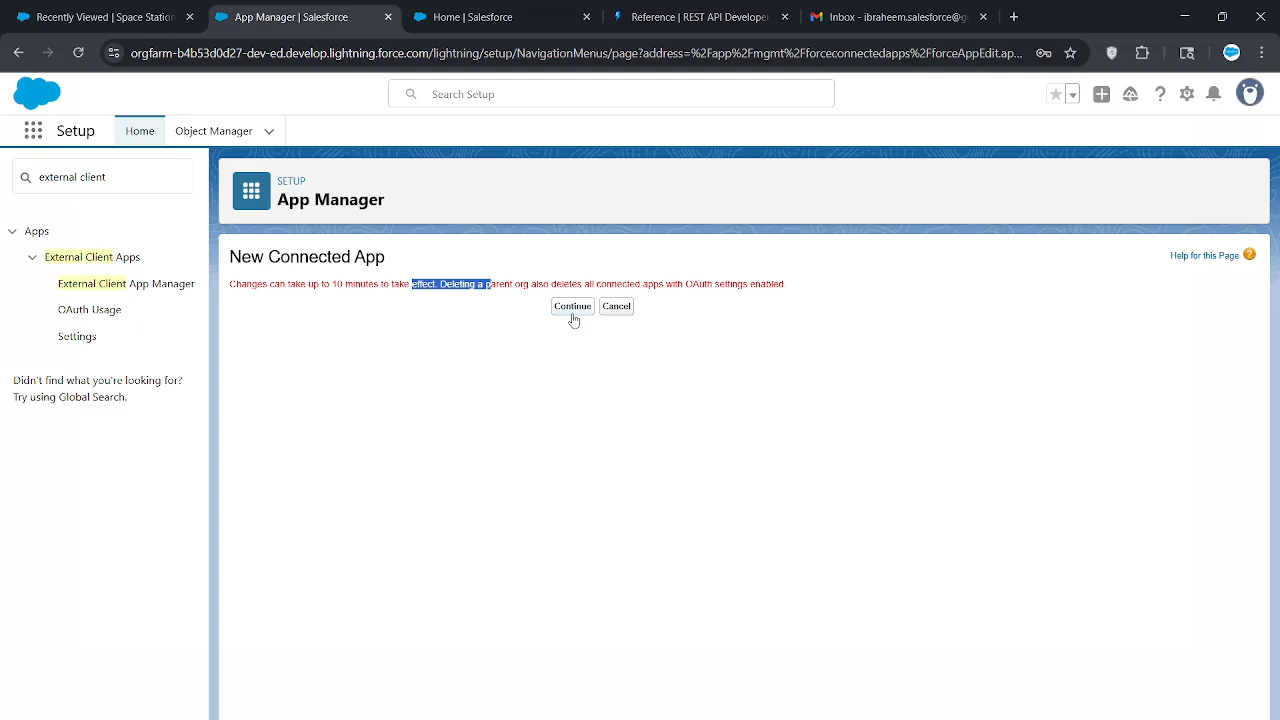 Recently Viewed | Space Station
App Manager | Salesforce
Home | Salesforce
Reference | REST API Developer
Inbox - ibraheem.salesforce@g
orgfarm-b4b53d0d27-dev-ed.develop.lightning.force.com/lightning/setup/NavigationMenus/page?address=%2Fapp%2Fmgmt%2Fforceconnectedapps%2FforceAppEdit.ap...
Search Setup
Setup
Home
Object Manager
external client
SETUP
App Manager
Apps
External Client Apps
External Client App Manager
OAuth Usage
Settings
Didn't find what you're looking for?
Try using Global Search.
New Connected App
Help for this Page
Changes can take up to 10 minutes to take effect. Deleting a parent org also deletes all connected apps with OAuth settings enabled.
Continue
Cancel